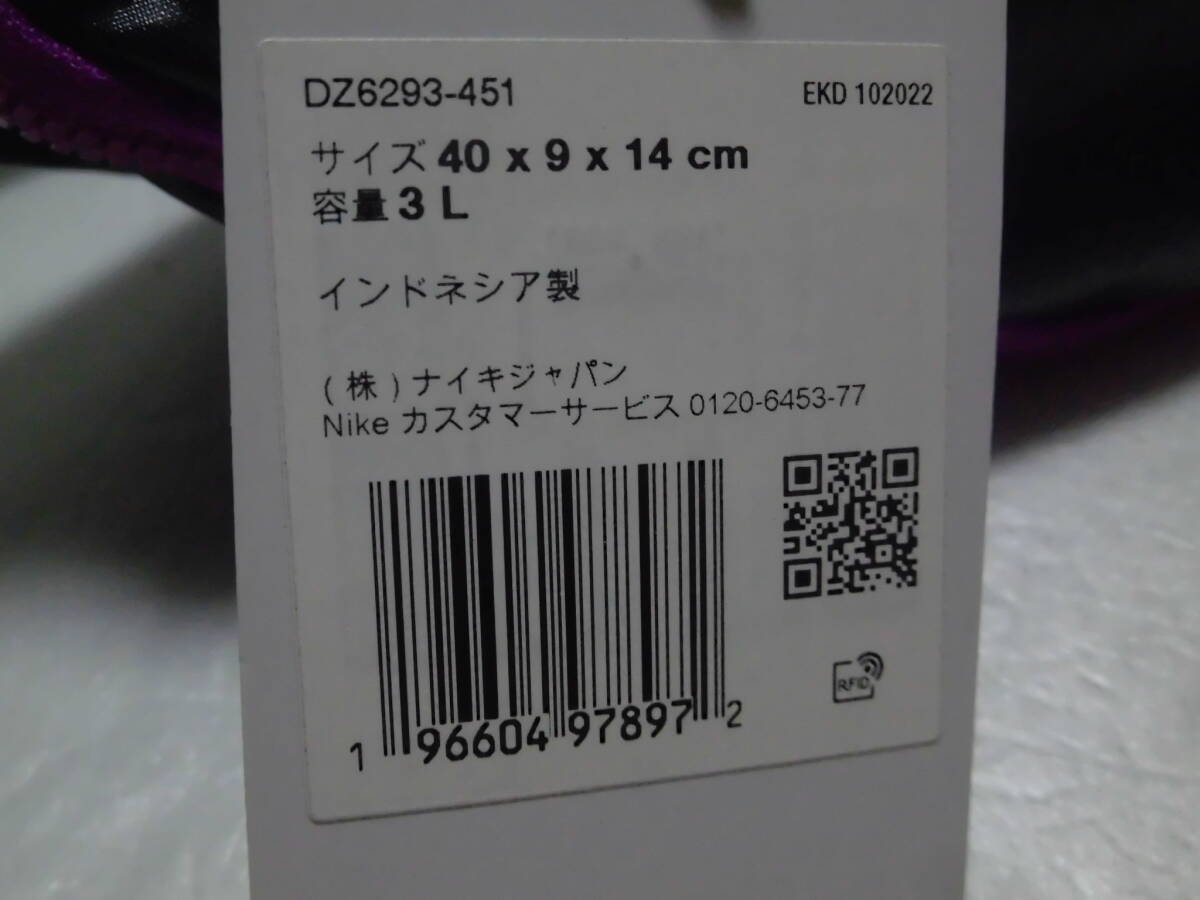 DZ6293-451 EKD 102022
サイズ 40 x 9 x 14 cm
容量 3 L
インドネシア製
(株)ナイキジャパン
Nike カスタマーサービス 0120-6453-77
1 96604 97897 2
RFID